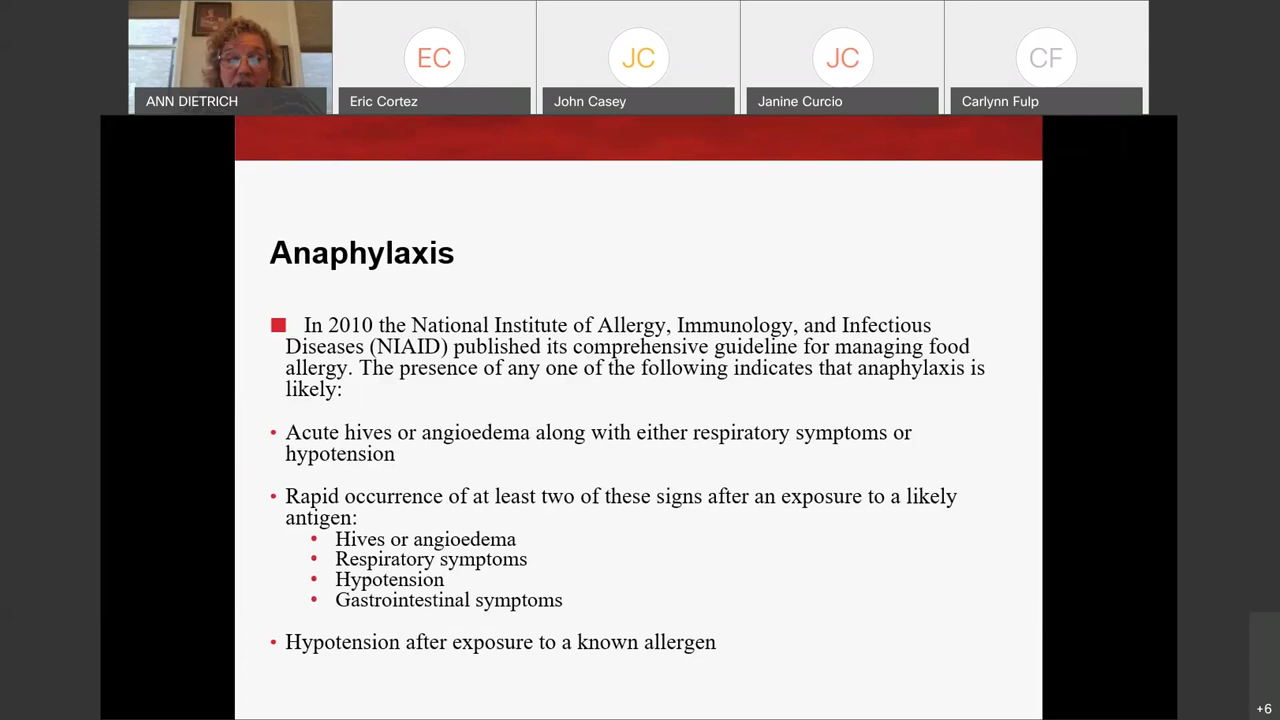 EC
JC
JC
CF
ANN DIETRICH
Eric Cortez
John Casey
Janine Curcio
Carlynn Fulp
Anaphylaxis
In 2010 the National Institute of Allergy, Immunology, and Infectious
Diseases (NIAID) published its comprehensive guideline for managing food
allergy. The presence of any one of the following indicates that anaphylaxis is
likely:
• Acute hives or angioedema along with either respiratory symptoms or
hypotension
• Rapid occurrence of at least two of these signs after an exposure to a likely
antigen:
• Hives or angioedema
• Respiratory symptoms
• Hypotension
• Gastrointestinal symptoms
• Hypotension after exposure to a known allergen
+6